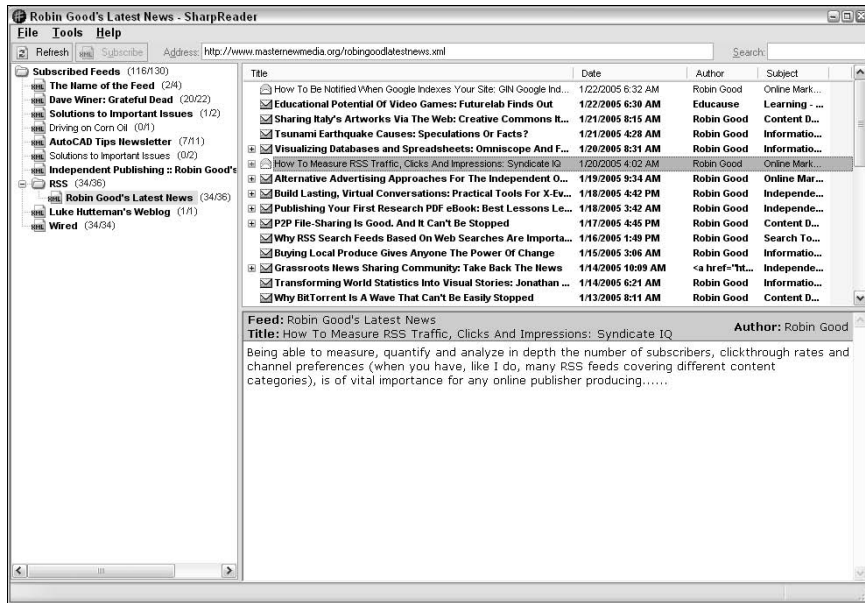 Robin Good's Latest News - SharpReader
File Tools Help
Refresh Subscribe Address: http://www.masternewmedia.org/robingoodlatestnews.xml Search:
Subscribed Feeds (116/130)
The Name of the Feed (2/4)
Dave Winer: Grateful Dead (20/22)
Solutions to Important Issues (1/2)
Driving on Corn Oil (0/1)
AutoCAD Tips Newsletter (7/11)
Solutions to Important Issues (0/2)
Independent Publishing :: Robin Good's
RSS (34/36)
Robin Good's Latest News (34/36)
Luke Hutteman's Weblog (1/1)
Wired (34/34)
Title Date Author Subject
How To Be Notified When Google Indexes Your Site: GIN Google Ind... 1/22/2005 6:32 AM Robin Good Online Mark...
Educational Potential Of Video Games: Futurelab Finds Out 1/22/2005 6:30 AM Educause Learning - ...
Sharing Italy's Artworks Via The Web: Creative Commons It... 1/21/2005 8:15 AM Robin Good Content D...
Tsunami Earthquake Causes: Speculations Or Facts? 1/21/2005 4:28 AM Robin Good Informatio...
Visualizing Databases and Spreadsheets: Omniscope And F... 1/20/2005 8:31 AM Robin Good Informatio...
How To Measure RSS Traffic, Clicks And Impressions: Syndicate IQ 1/20/2005 4:02 AM Robin Good Online Mark...
Alternative Advertising Approaches For The Independent O... 1/19/2005 9:34 AM Robin Good Online Mar...
Build Lasting, Virtual Conversations: Practical Tools For X-Ev... 1/18/2005 4:42 PM Robin Good Independe...
Publishing Your First Research PDF eBook: Best Lessons Le... 1/18/2005 3:42 AM Robin Good Independe...
P2P File-Sharing Is Good. And It Can't Be Stopped 1/17/2005 4:45 PM Robin Good Content D...
Why RSS Search Feeds Based On Web Searches Are Importa... 1/16/2005 1:49 PM Robin Good Search To...
Buying Local Produce Gives Anyone The Power Of Change 1/15/2005 3:06 AM Robin Good Informatio...
Grassroots News Sharing Community: Take Back The News 1/14/2005 10:09 AM <a href="ht... Independe...
Transforming World Statistics Into Visual Stories: Jonathan ... 1/14/2005 6:21 AM Robin Good Informatio...
Why BitTorrent Is A Wave That Can't Be Easily Stopped 1/13/2005 8:11 AM Robin Good Content D...
Feed: Robin Good's Latest News
Title: How To Measure RSS Traffic, Clicks And Impressions: Syndicate IQ Author: Robin Good
Being able to measure, quantify and analyze in depth the number of subscribers, clickthrough rates and
channel preferences (when you have, like I do, many RSS feeds covering different content
categories), is of vital importance for any online publisher producing......